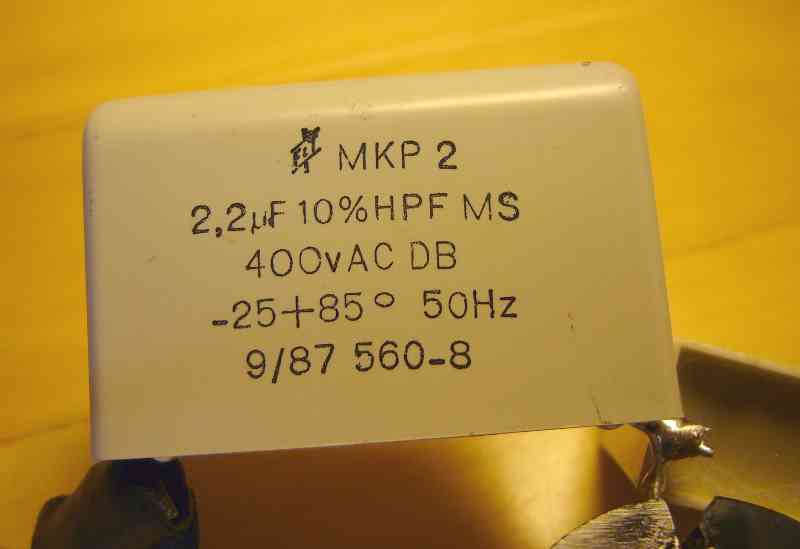 MKP 2
2,2µF 10%HPF MS
400vAC DB
-25+85° 50Hz
9/87 560-8